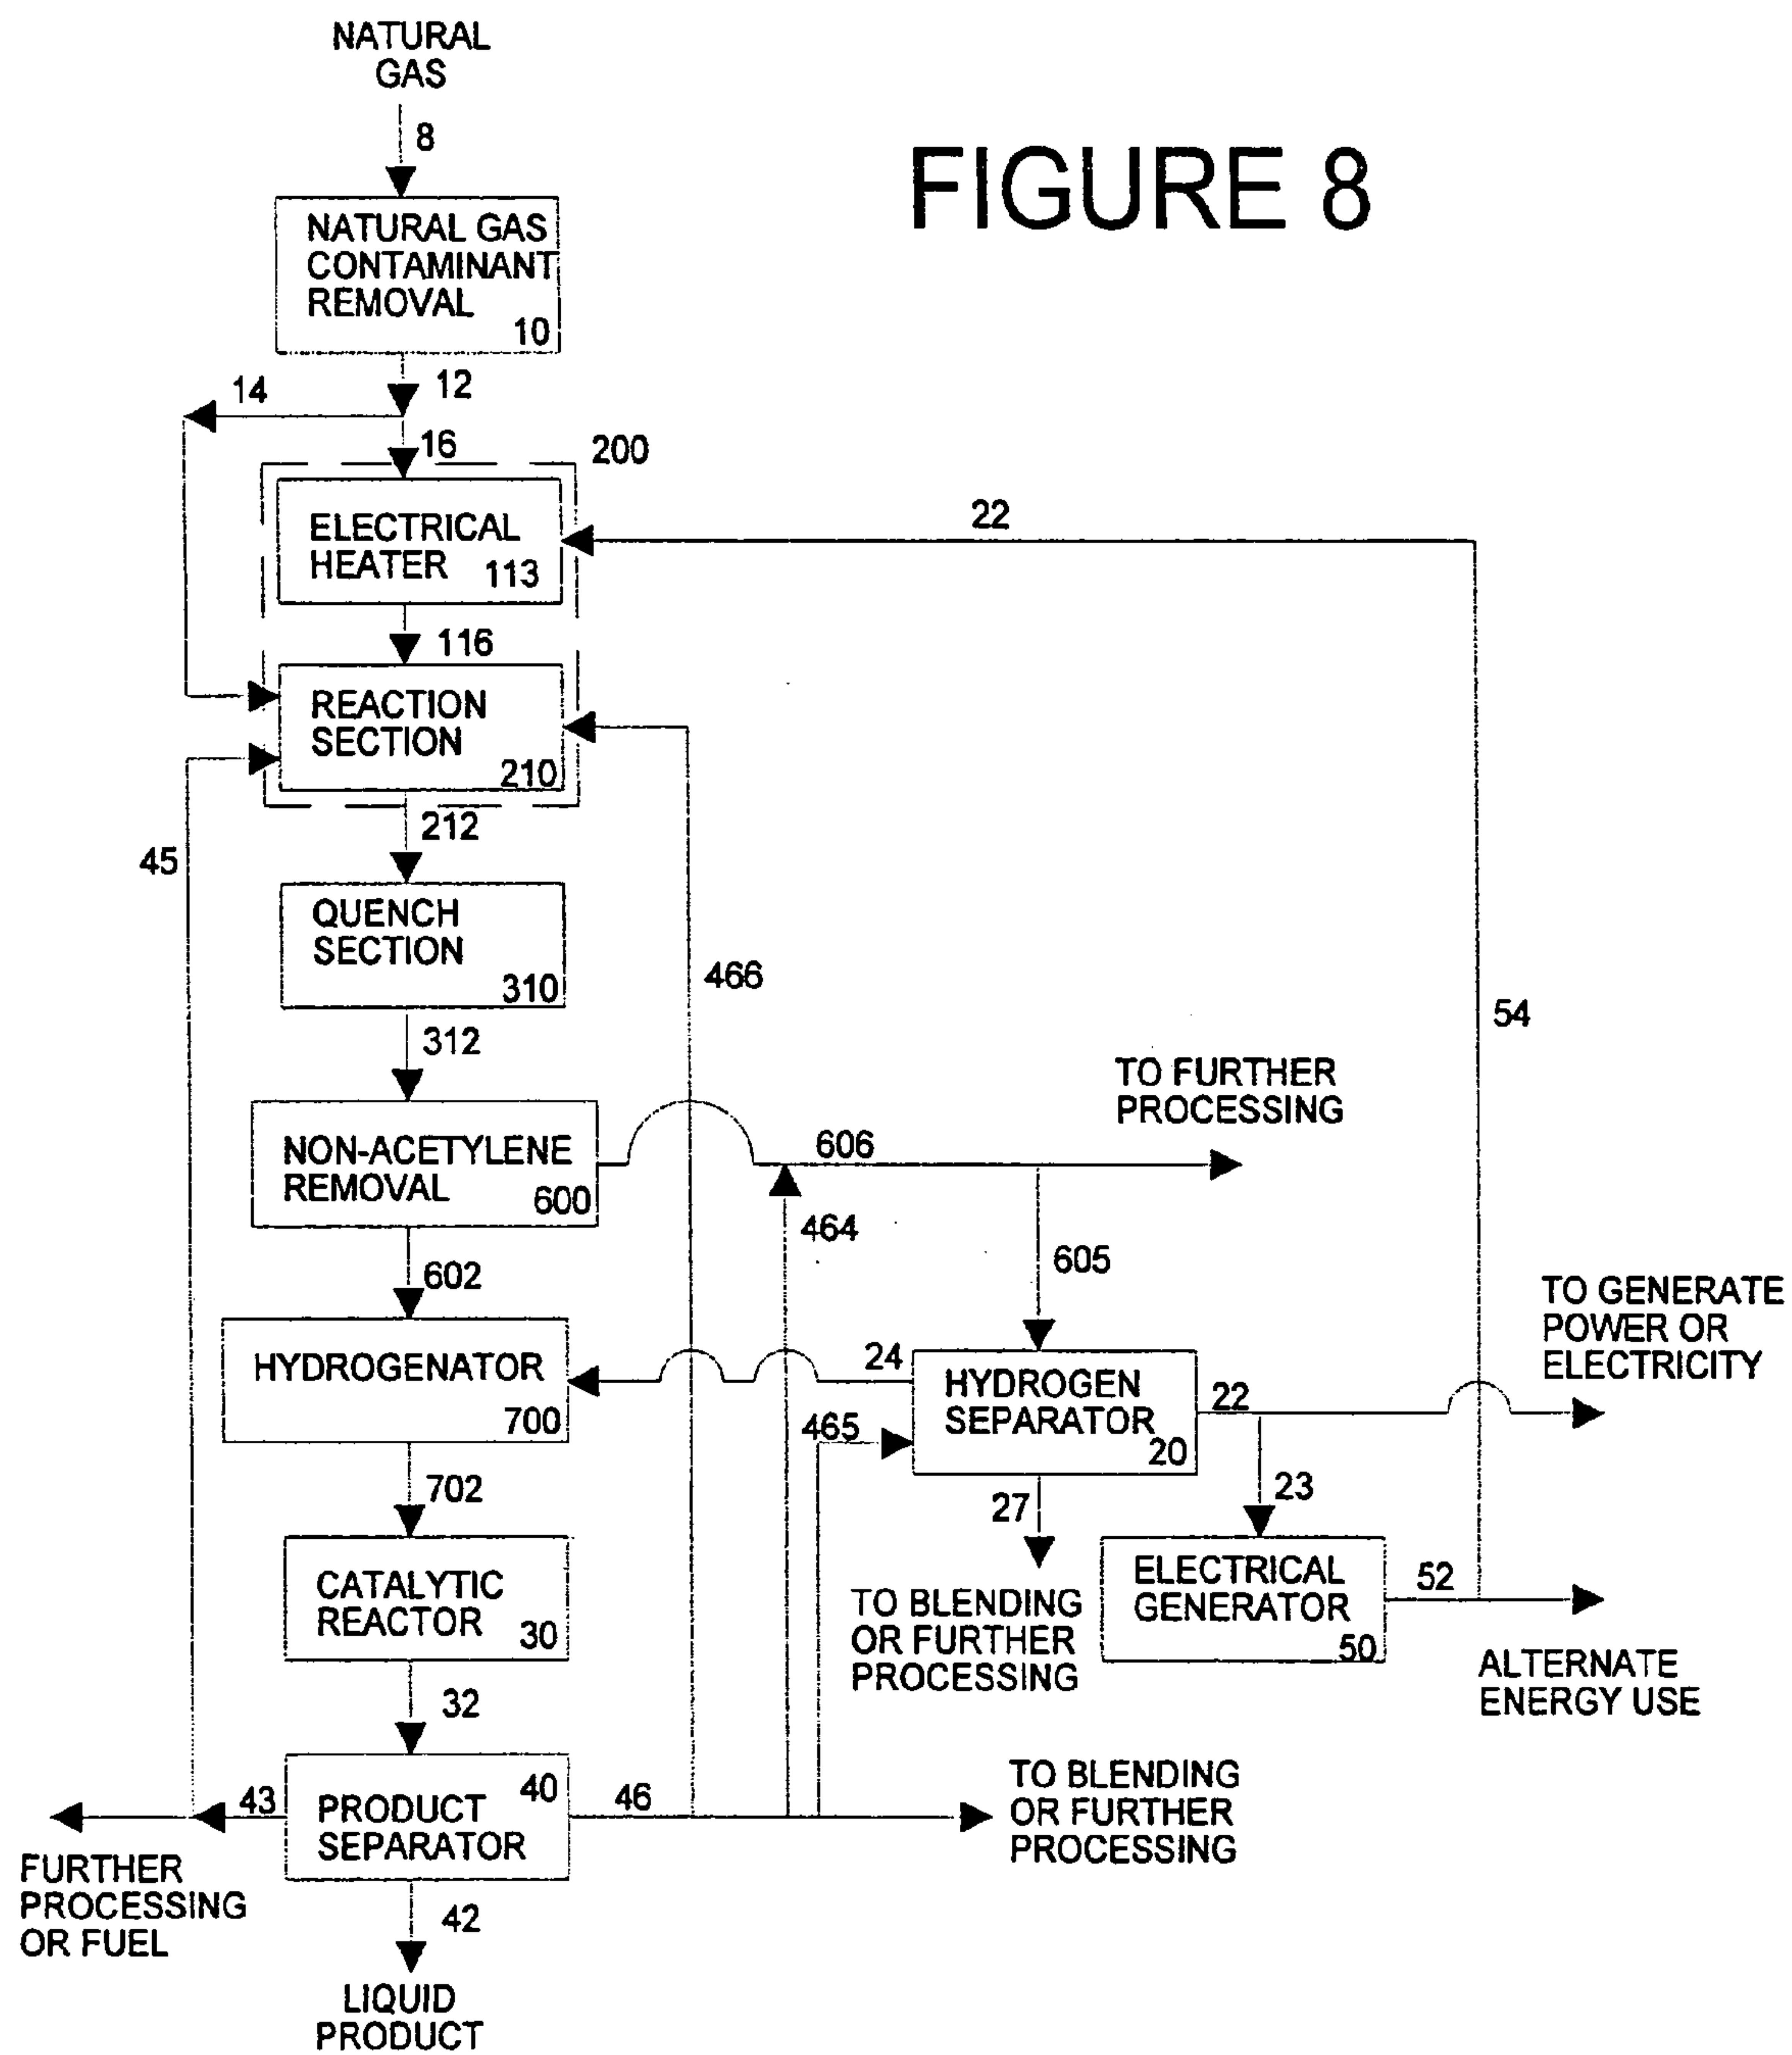 NATURAL
GAS
8
FIGURE 8
NATURAL GAS
CONTAMINANT
REMOVAL
10
14
12
16
200
ELECTRICAL
HEATER
113
22
116
REACTION
SECTION
210
212
45
QUENCH
SECTION
310
466
54
312
TO FURTHER
PROCESSING
NON-ACETYLENE
REMOVAL
600
606
464
605
602
TO GENERATE
POWER OR
ELECTRICITY
HYDROGENATOR
700
24
HYDROGEN
SEPARATOR
20
22
465
702
27
23
CATALYTIC
REACTOR
30
TO BLENDING
OR FURTHER
PROCESSING
ELECTRICAL
GENERATOR
50
52
ALTERNATE
ENERGY USE
32
43
40
PRODUCT
SEPARATOR
46
TO BLENDING
OR FURTHER
PROCESSING
FURTHER
PROCESSING
OR FUEL
42
LIQUID
PRODUCT